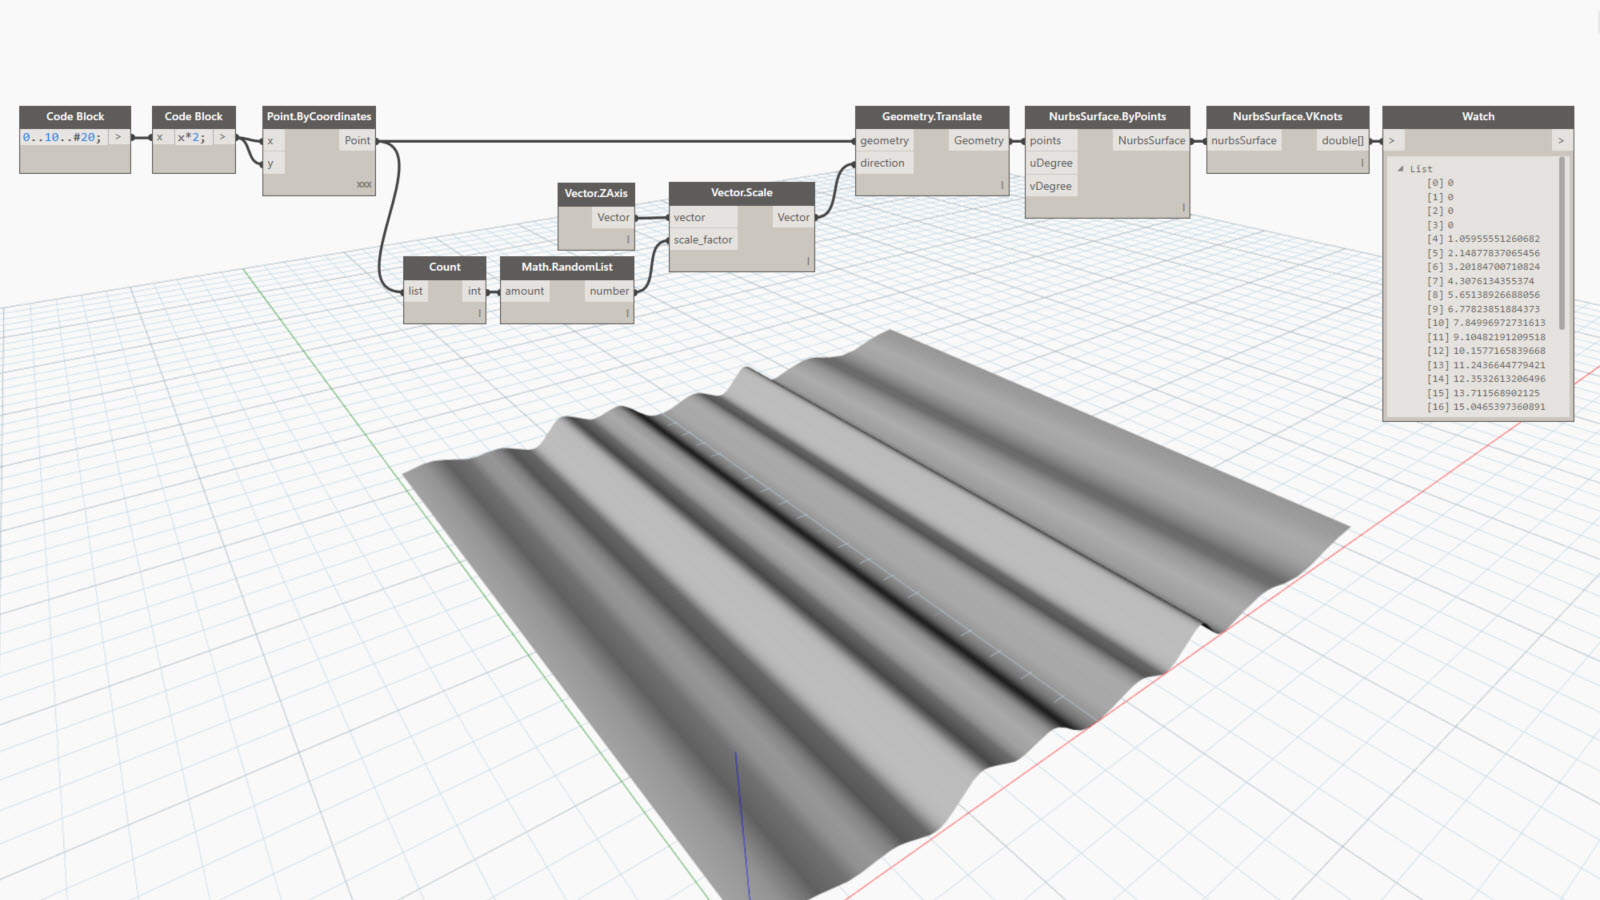 Code Block
0..10..#20; >
Code Block
x x*2; >
Point.ByCoordinates
x Point
y
xxx
Vector.ZAxis
Vector
l
Vector.Scale
vector Vector
scale_factor
l
Count
list int
l
Math.RandomList
amount number
l
Geometry.Translate
geometry Geometry
direction
l
NurbsSurface.ByPoints
points NurbsSurface
uDegree
vDegree
l
NurbsSurface.VKnots
nurbsSurface double[]
l
Watch
> >
List
[0] 0
[1] 0
[2] 0
[3] 0
[4] 1.05955551260682
[5] 2.14877837065456
[6] 3.20184700710824
[7] 4.3076134355374
[8] 5.65138926688056
[9] 6.77823851884373
[10] 7.84996972731613
[11] 9.10482191209518
[12] 10.1577165839668
[13] 11.2436644779421
[14] 12.3532613206496
[15] 13.711568902125
[16] 15.0465397360891